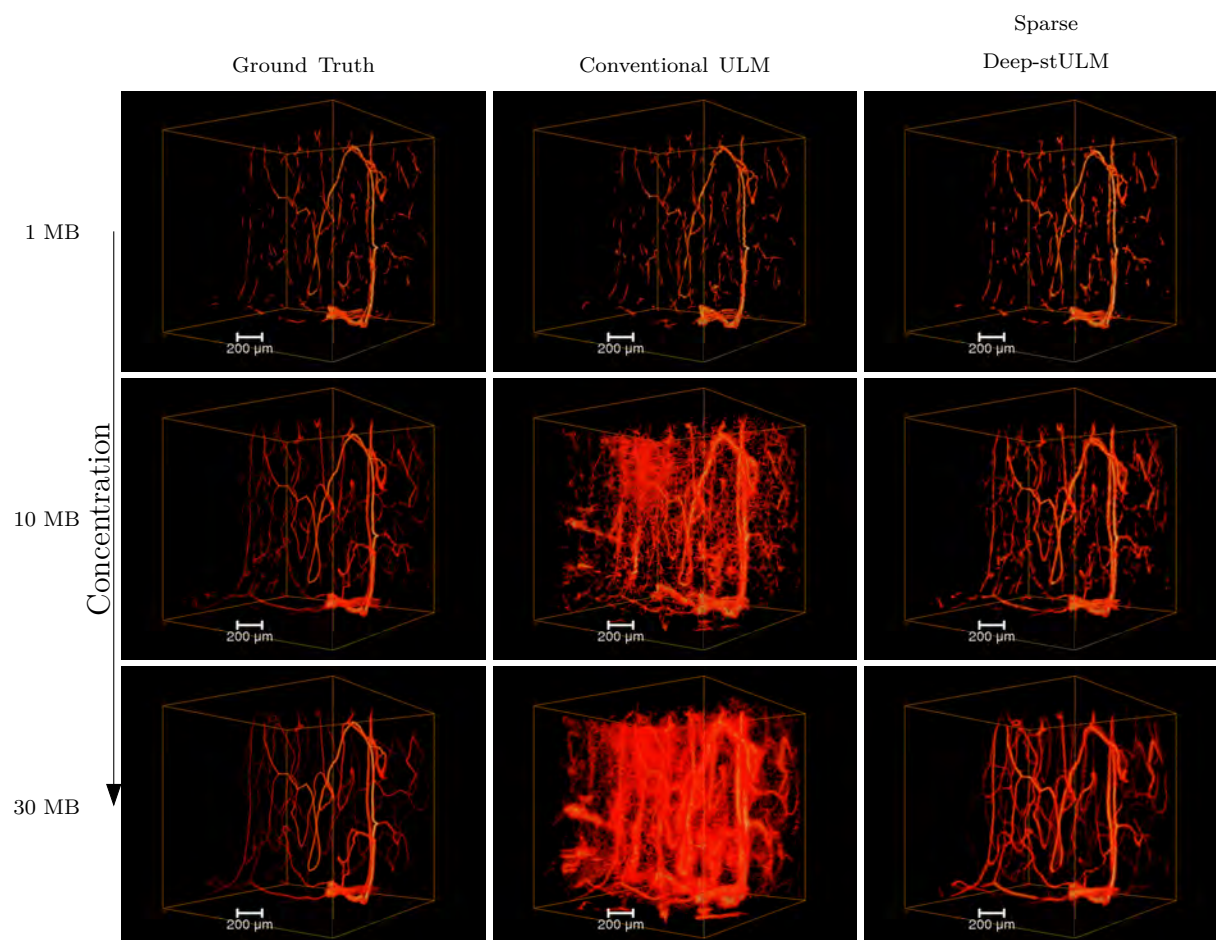 Sparse
Ground Truth
Conventional ULM
Deep-stULM
1 MB
200 µm
200 µm
200 µm
Concentration
10 MB
200 µm
200 µm
200 µm
30 MB
200 µm
200 µm
200 µm